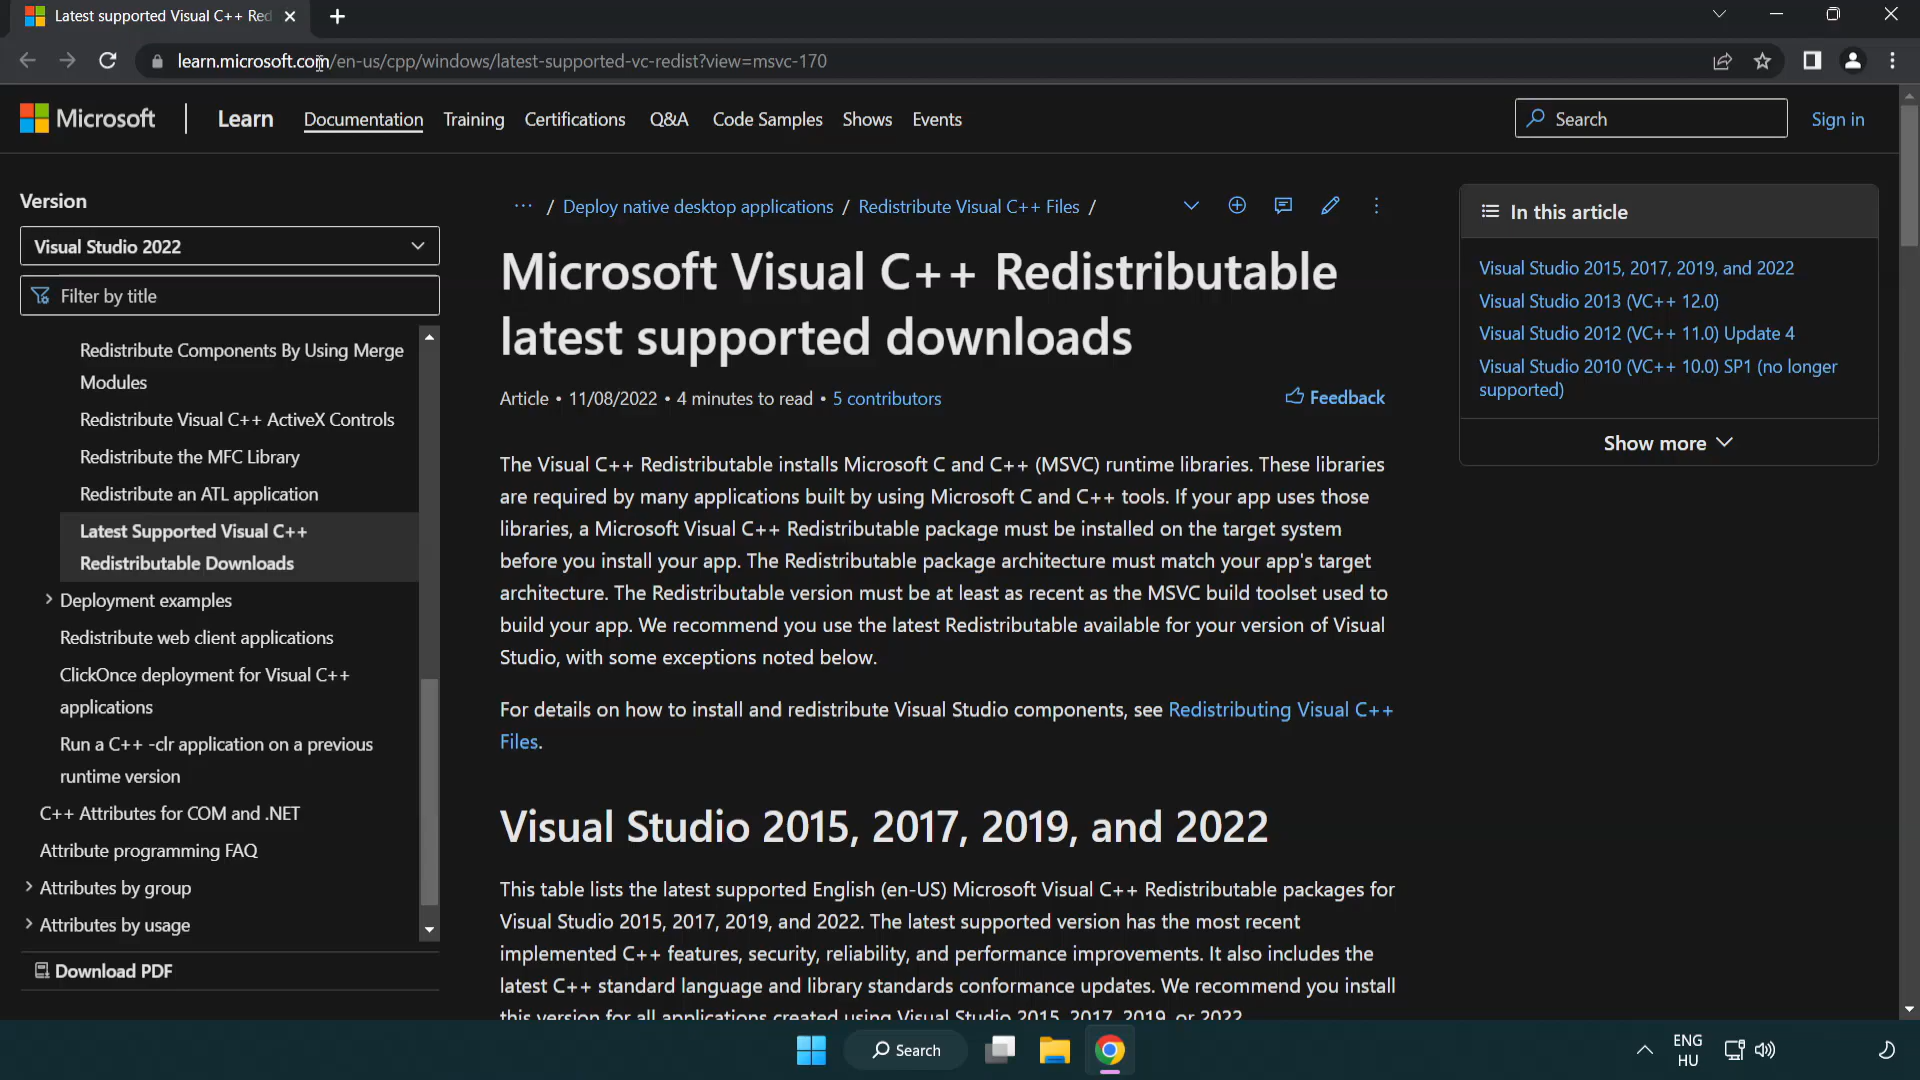 Latest supported Visual C++ Red
learn.microsoft.com/en-us/cpp/windows/latest-supported-vc-redist?view=msvc-170
Microsoft
Learn
Documentation
Training
Certifications
Q&A
Code Samples
Shows
Events
Search
Sign in
Version
Visual Studio 2022
Filter by title
Redistribute Components By Using Merge
Modules
Redistribute Visual C++ ActiveX Controls
Redistribute the MFC Library
Redistribute an ATL application
Latest Supported Visual C++
Redistributable Downloads
Deployment examples
Redistribute web client applications
ClickOnce deployment for Visual C++
applications
Run a C++ -clr application on a previous
runtime version
C++ Attributes for COM and .NET
Attribute programming FAQ
Attributes by group
Attributes by usage
Download PDF
... / Deploy native desktop applications / Redistribute Visual C++ Files /
Microsoft Visual C++ Redistributable
latest supported downloads
Article • 11/08/2022 • 4 minutes to read • 5 contributors
Feedback
The Visual C++ Redistributable installs Microsoft C and C++ (MSVC) runtime libraries. These libraries
are required by many applications built by using Microsoft C and C++ tools. If your app uses those
libraries, a Microsoft Visual C++ Redistributable package must be installed on the target system
before you install your app. The Redistributable package architecture must match your app's target
architecture. The Redistributable version must be at least as recent as the MSVC build toolset used to
build your app. We recommend you use the latest Redistributable available for your version of Visual
Studio, with some exceptions noted below.
For details on how to install and redistribute Visual Studio components, see Redistributing Visual C++
Files.
Visual Studio 2015, 2017, 2019, and 2022
This table lists the latest supported English (en-US) Microsoft Visual C++ Redistributable packages for
Visual Studio 2015, 2017, 2019, and 2022. The latest supported version has the most recent
implemented C++ features, security, reliability, and performance improvements. It also includes the
latest C++ standard language and library standards conformance updates. We recommend you install
this version for all applications created using Visual Studio 2015, 2017, 2019, or 2022.
In this article
Visual Studio 2015, 2017, 2019, and 2022
Visual Studio 2013 (VC++ 12.0)
Visual Studio 2012 (VC++ 11.0) Update 4
Visual Studio 2010 (VC++ 10.0) SP1 (no longer
supported)
Show more
Search
ENG
HU